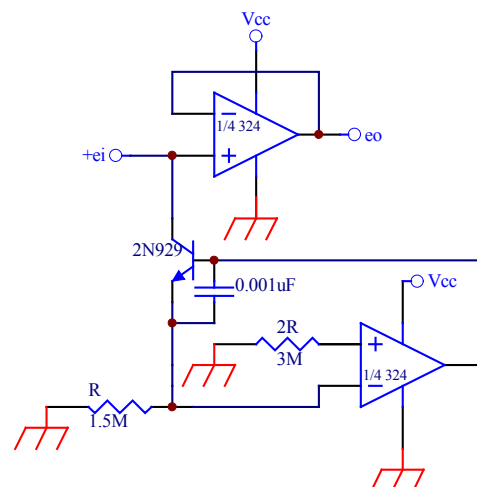 Vcc
1/4 324
eo
+ei
2N929
0.001uF
Vcc
2R
3M
1/4 324
R
1.5M